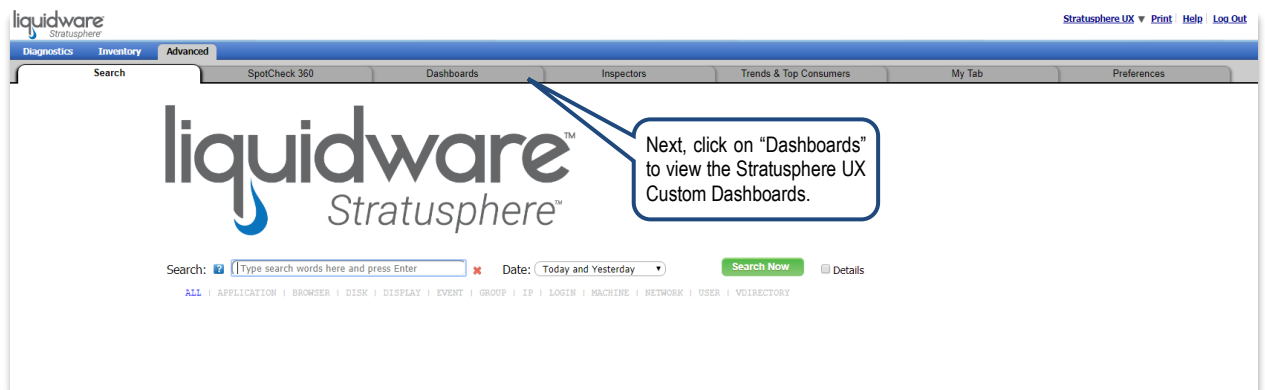 liquidware
Stratusphere
Stratusphere UX ▼ Print Help Log Out
Diagnostics Inventory Advanced
Search SpotCheck 360 Dashboards Inspectors Trends & Top Consumers My Tab Preferences
liquidware™
Stratusphere™
Next, click on “Dashboards”
to view the Stratusphere UX
Custom Dashboards.
Search: ? Type search words here and press Enter ✖ Date: Today and Yesterday ▼ Search Now Details
ALL | APPLICATION | BROWSER | DISK | DISPLAY | EVENT | GROUP | IP | LOGIN | MACHINE | NETWORK | USER | VDIRECTORY